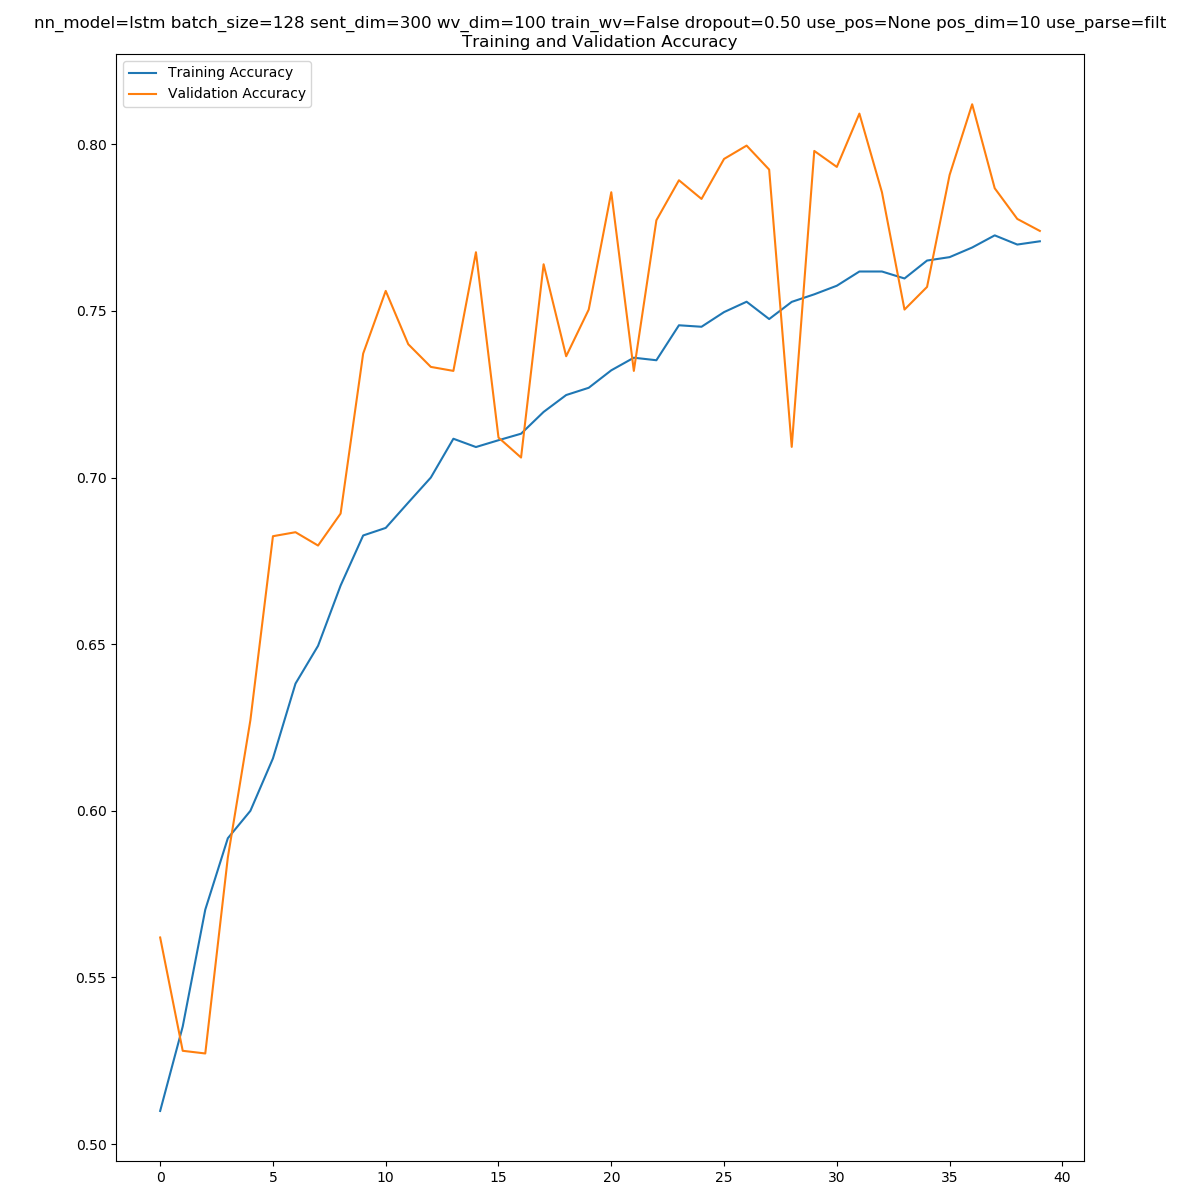 nn_model=lstm batch_size=128 sent_dim=300 wv_dim=100 train_wv=False dropout=0.50 use_pos=None pos_dim=10 use_parse=filt
Training and Validation Accuracy
Training Accuracy
Validation Accuracy
0.80
0.75
0.70
0.65
0.60
0.55
0.50
0 5 10 15 20 25 30 35 40